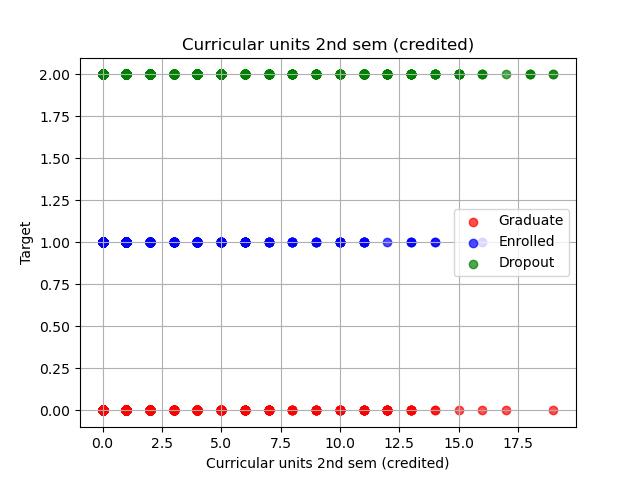 Curricular units 2nd sem (credited)
2.00
1.75
1.50
1.25
1.00
0.75
0.50
0.25
0.00
Target
Graduate
Enrolled
Dropout
0.0 2.5 5.0 7.5 10.0 12.5 15.0 17.5
Curricular units 2nd sem (credited)